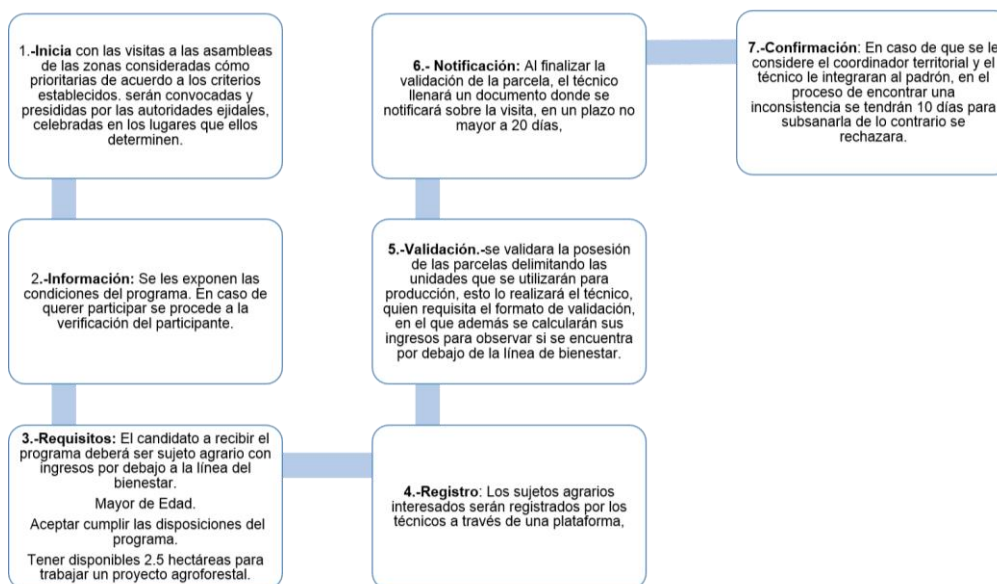 1.-Inicia con las visitas a las asambleas
de las zonas consideradas cómo
prioritarias de acuerdo a los criterios
establecidos. serán convocadas y
presididas por las autoridades ejidales,
celebradas en los lugares que ellos
determinen.
2.-Información: Se les exponen las
condiciones del programa. En caso de
querer participar se procede a la
verificación del participante.
3.-Requisitos: El candidato a recibir el
programa deberá ser sujeto agrario con
ingresos por debajo a la línea del
bienestar.
Mayor de Edad.
Aceptar cumplir las disposiciones del
programa.
Tener disponibles 2.5 hectáreas para
trabajar un proyecto agroforestal.
4.-Registro: Los sujetos agrarios
interesados serán registrados por los
técnicos a través de una plataforma,
5.-Validación.-se validara la posesión
de las parcelas delimitando las
unidades que se utilizarán para
producción, esto lo realizará el técnico,
quien requisita el formato de validación,
en el que además se calcularán sus
ingresos para observar si se encuentra
por debajo de la línea de bienestar.
6.- Notificación: Al finalizar la
validación de la parcela, el técnico
llenará un documento donde se
notificará sobre la visita, en un plazo no
mayor a 20 días,
7.-Confirmación: En caso de que se le
considere el coordinador territorial y el
técnico le integraran al padrón, en el
proceso de encontrar una
inconsistencia se tendrán 10 días para
subsanarla de lo contrario se
rechazara.